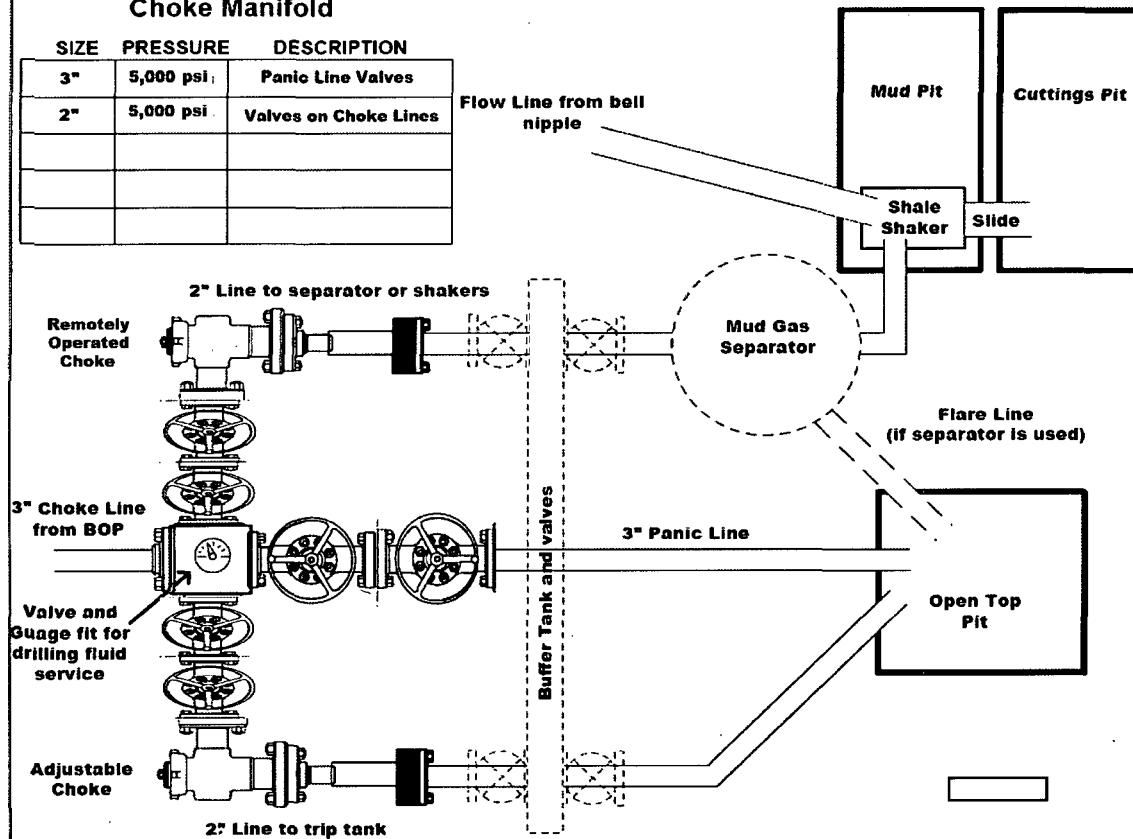 Choke Manifold
SIZE PRESSURE DESCRIPTION
3" 5,000 psi Panic Line Valves
2" 5,000 psi Valves on Choke Lines
Flow Line from bell
nipple
Mud Pit
Cuttings Pit
Shale
Shaker
Slide
2" Line to separator or shakers
Remotely
Operated
Choke
Mud Gas
Separator
Flare Line
(if separator is used)
3" Choke Line
from BOP
3" Panic Line
Buffer Tank and valves
Valve and
Guage fit for
drilling fluid
service
Open Top
Pit
Adjustable
Choke
2" Line to trip tank